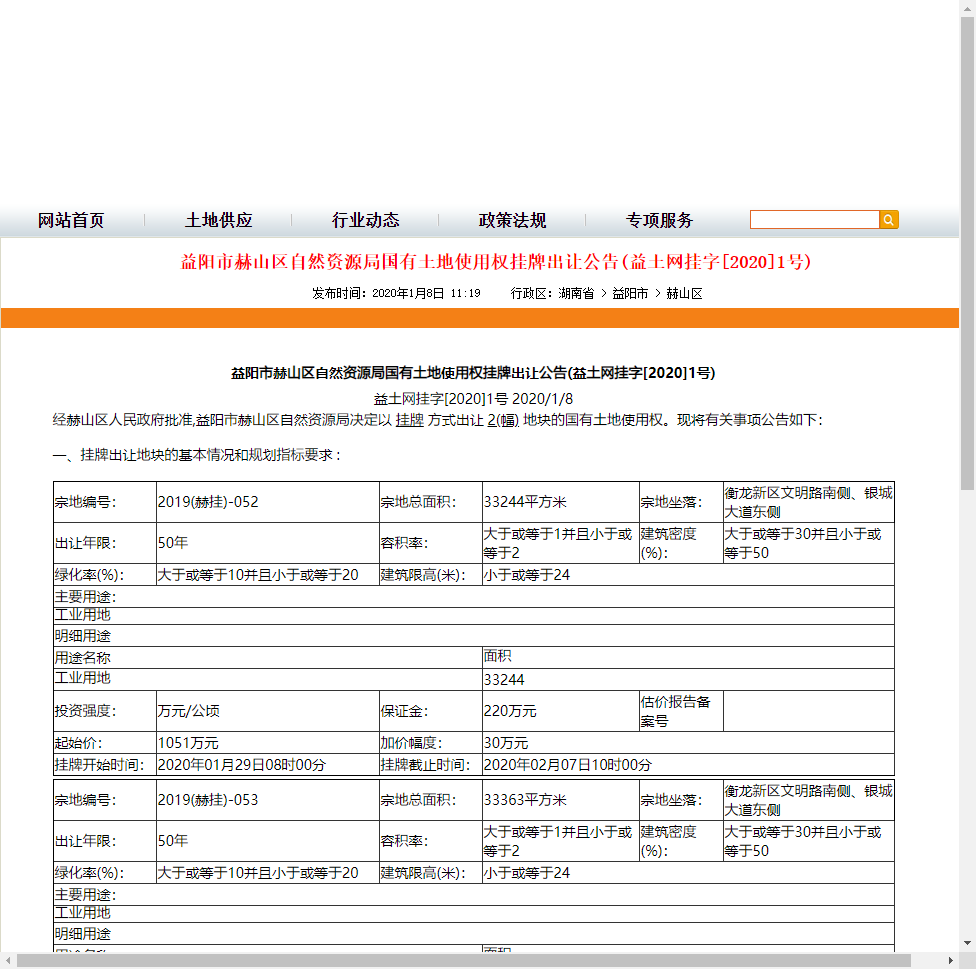 网站首页 土地供应 行业动态 政策法规 专项服务
益阳市赫山区自然资源局国有土地使用权挂牌出让公告(益土网挂字[2020]1号)
发布时间：2020年1月8日 11:19 行政区：湖南省 > 益阳市 > 赫山区
益阳市赫山区自然资源局国有土地使用权挂牌出让公告(益土网挂字[2020]1号)
益土网挂字[2020]1号 2020/1/8
经赫山区人民政府批准,益阳市赫山区自然资源局决定以 挂牌 方式出让 2(幅) 地块的国有土地使用权。现将有关事项公告如下：
一、挂牌出让地块的基本情况和规划指标要求：
宗地编号： 2019(赫挂)-052 宗地总面积： 33244平方米 宗地坐落： 衡龙新区文明路南侧、银城
大道东侧
出让年限： 50年 容积率： 大于或等于1并且小于或
等于2 建筑密度
(%)： 大于或等于30并且小于或
等于50
绿化率(%)： 大于或等于10并且小于或等于20 建筑限高(米)： 小于或等于24
主要用途：
工业用地
明细用途
用途名称 面积
工业用地 33244
投资强度： 万元/公顷 保证金： 220万元 估价报告备
案号
起始价： 1051万元 加价幅度： 30万元
挂牌开始时间： 2020年01月29日08时00分 挂牌截止时间： 2020年02月07日10时00分
宗地编号： 2019(赫挂)-053 宗地总面积： 33363平方米 宗地坐落： 衡龙新区文明路南侧、银城
大道东侧
出让年限： 50年 容积率： 大于或等于1并且小于或
等于2 建筑密度
(%)： 大于或等于30并且小于或
等于50
绿化率(%)： 大于或等于10并且小于或等于20 建筑限高(米)： 小于或等于24
主要用途：
工业用地
明细用途